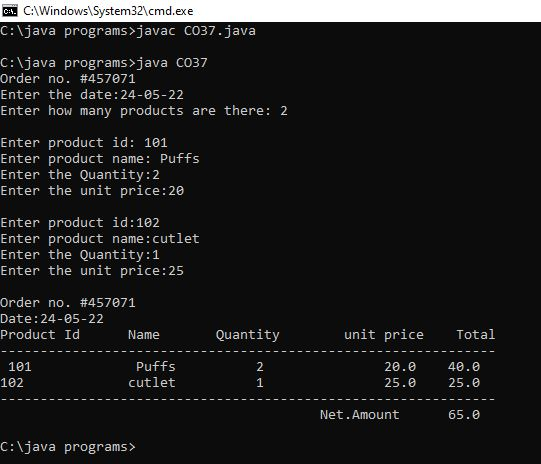 C:\Windows\System32\cmd.exe
C:\java programs>javac CO37.java
C:\java programs>java CO37
Order no. #457071
Enter the date:24-05-22
Enter how many products are there: 2
Enter product id: 101
Enter product name: Puffs
Enter the Quantity:2
Enter the unit price:20
Enter product id:102
Enter product name:cutlet
Enter the Quantity:1
Enter the unit price:25
Order no. #457071
Date:24-05-22
Product Id      Name       Quantity        unit price    Total
--------------------------------------------------------------
 101             Puffs          2               20.0   40.0
102             cutlet          1               25.0   25.0
--------------------------------------------------------------
                                        Net.Amount      65.0
C:\java programs>